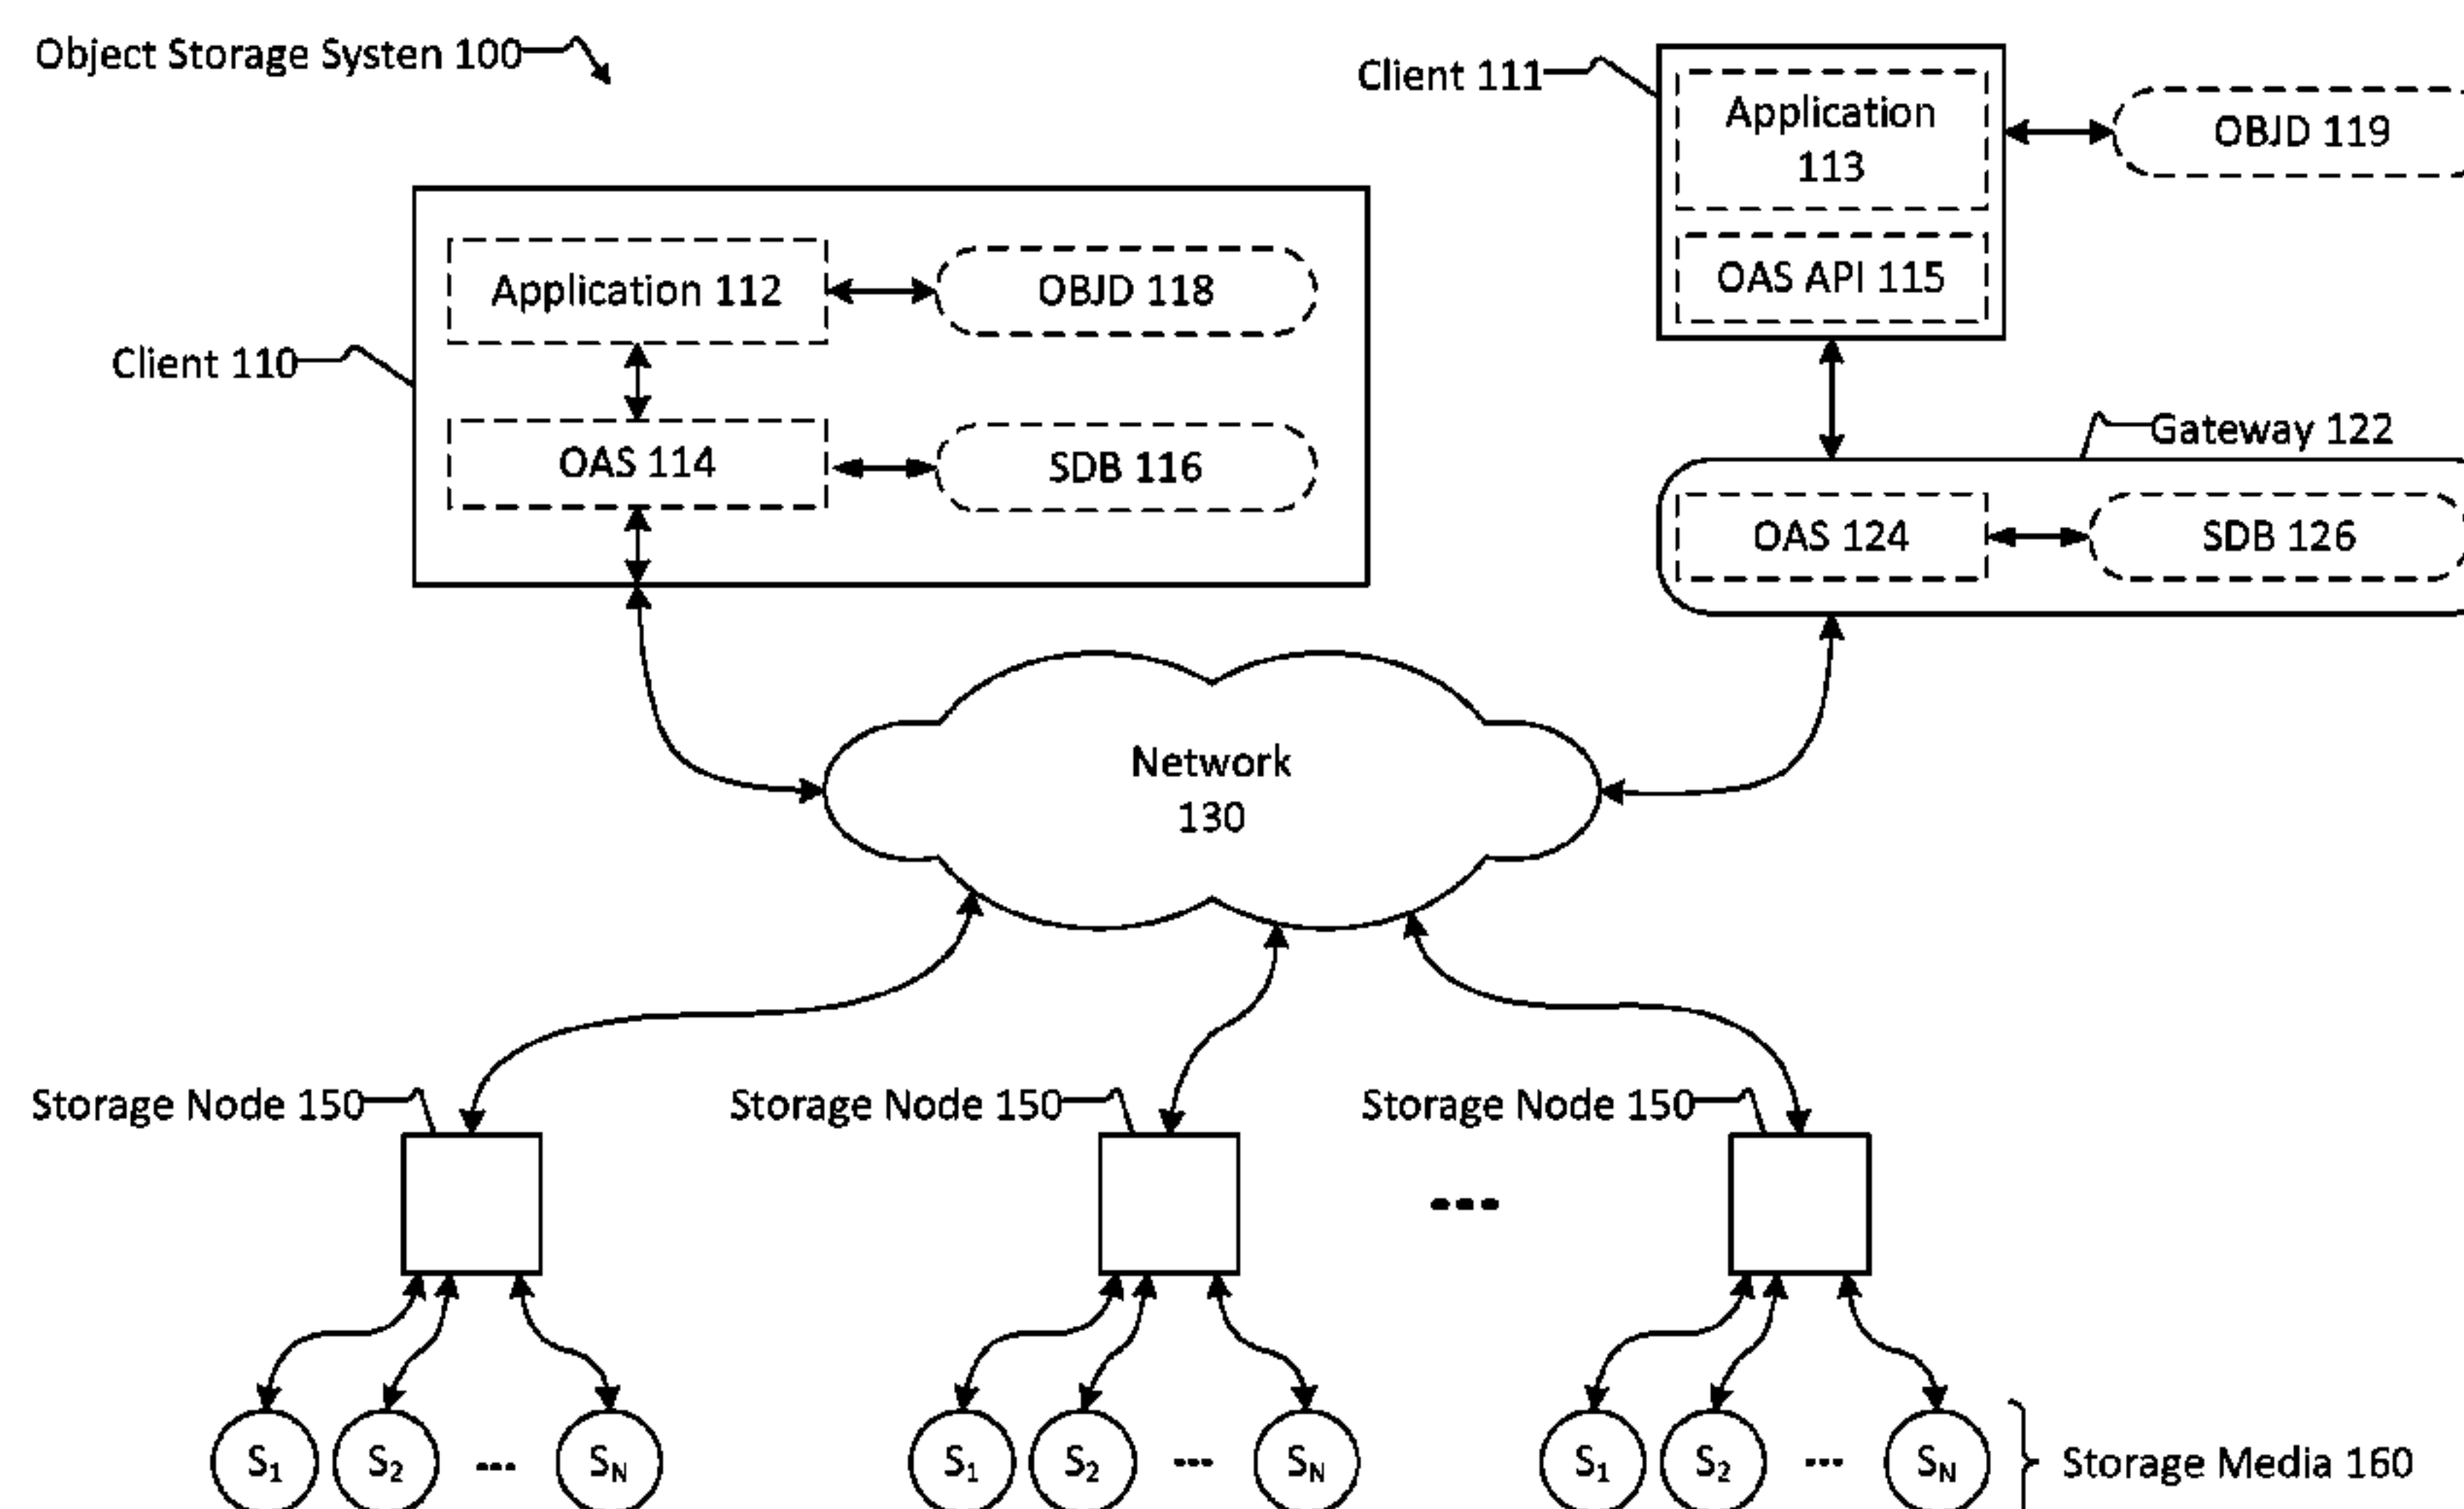 Object Storage Systen 100
Client 111
Application
113
OBJD 119
OAS API 115
Client 110
Application 112
OBJD 118
OAS 114
SDB 116
Gateway 122
OAS 124
SDB 126
Network
130
Storage Node 150
Storage Node 150
Storage Node 150
...
S1
S2
...
SN
S1
S2
...
SN
S1
S2
...
SN
Storage Media 160